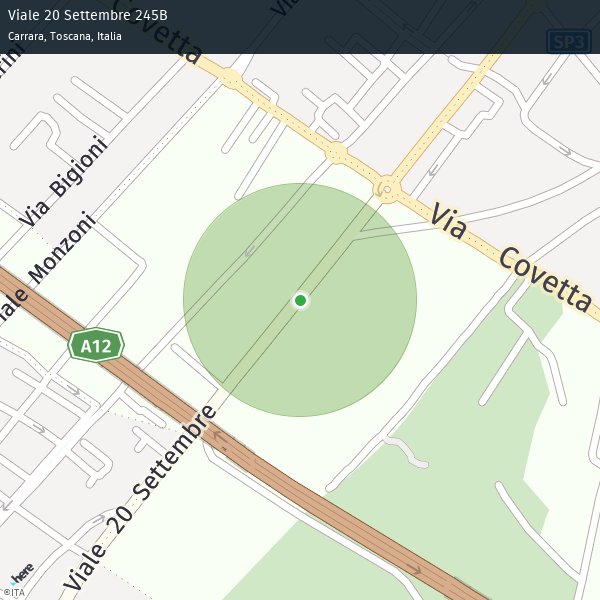 Viale 20 Settembre 245B
Carrara, Toscana, Italia
Covetta
SP3
Via Bigioni
Via Covetta
Monzoni
A12
Viale 20 Settembre
here
©ITA